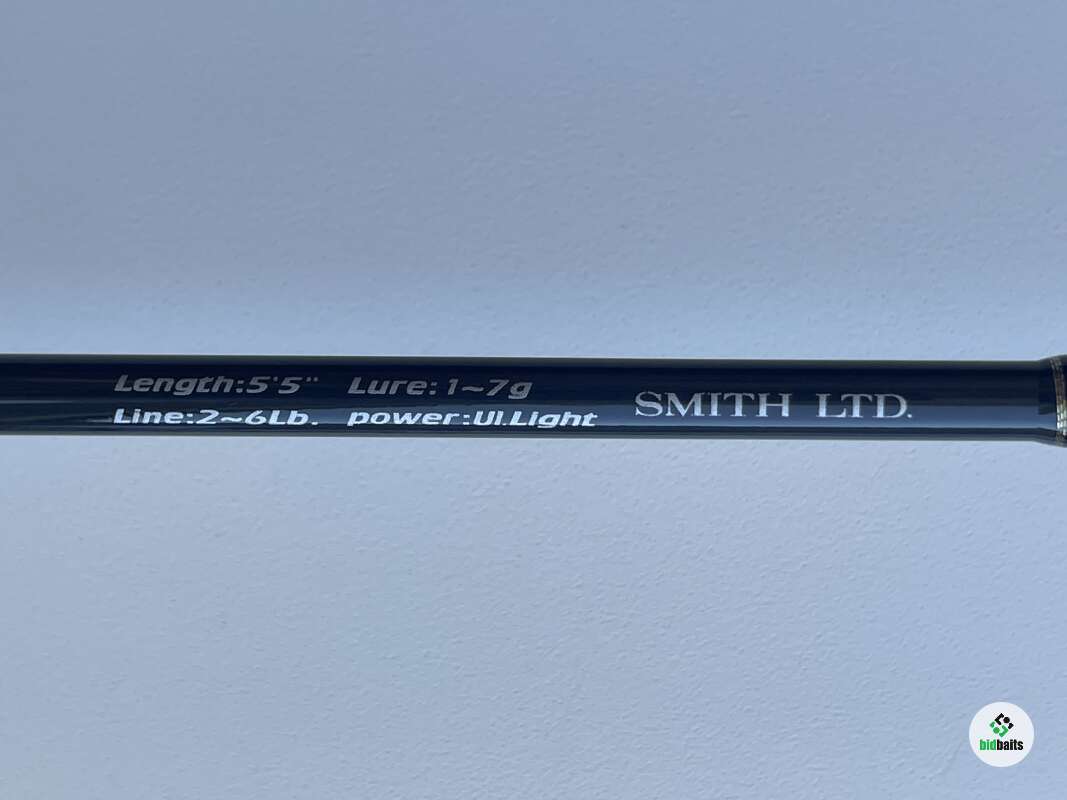 Length:5'5" Lure:1~7g
Line:2~6Lb. power:Ul.Light
SMITH LTD.
bidbaits